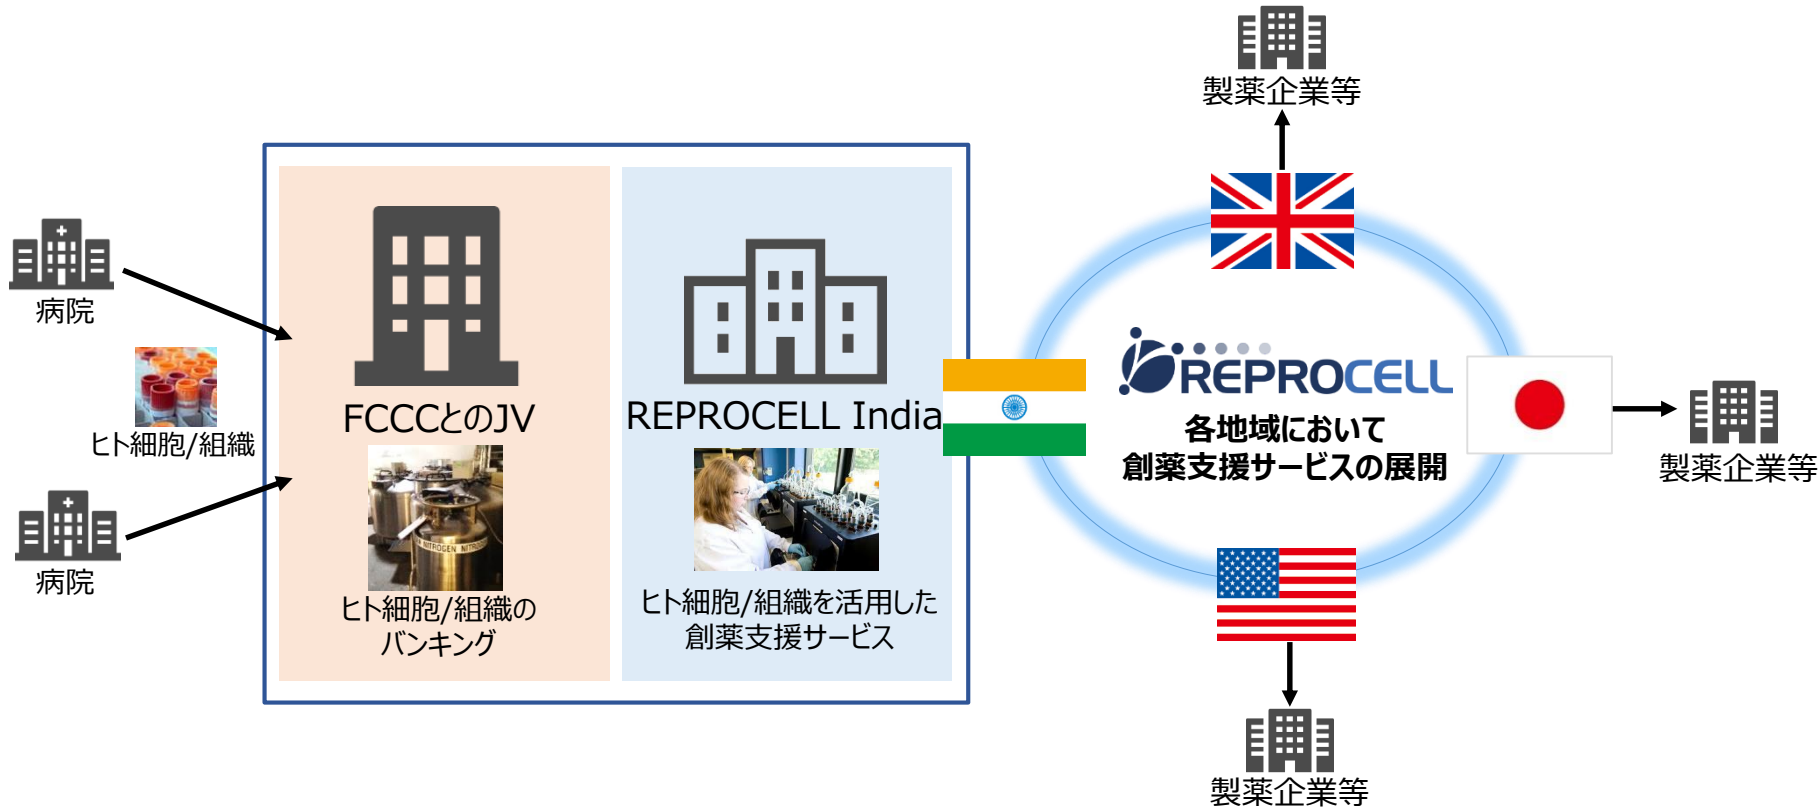 製薬企業等
病院
ヒト細胞/組織
病院
FCCCとのJV
NITROGEN NITRO
ヒト細胞/組織の
バンキング
REPROCELL India
ヒト細胞/組織を活用した
創薬支援サービス
REPROCELL
各地域において
創薬支援サービスの展開
製薬企業等
製薬企業等